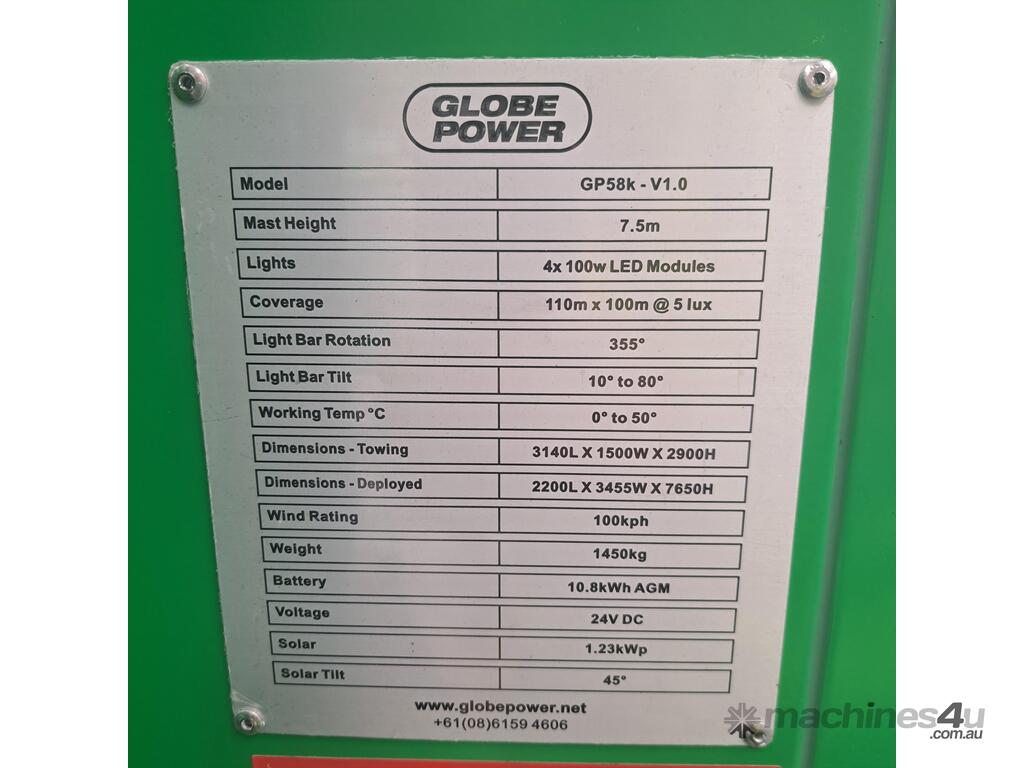 GLOBE
POWER
Model GP58k - V1.0
Mast Height 7.5m
Lights 4x 100w LED Modules
Coverage 110m x 100m @ 5 lux
Light Bar Rotation 355°
Light Bar Tilt 10° to 80°
Working Temp °C 0° to 50°
Dimensions - Towing 3140L X 1500W X 2900H
Dimensions - Deployed 2200L X 3455W X 7650H
Wind Rating 100kph
Weight 1450kg
Battery 10.8kWh AGM
Voltage 24V DC
Solar 1.23kWp
Solar Tilt 45°
www.globepower.net
+61(08)6159 4606
machines4u
.com.au